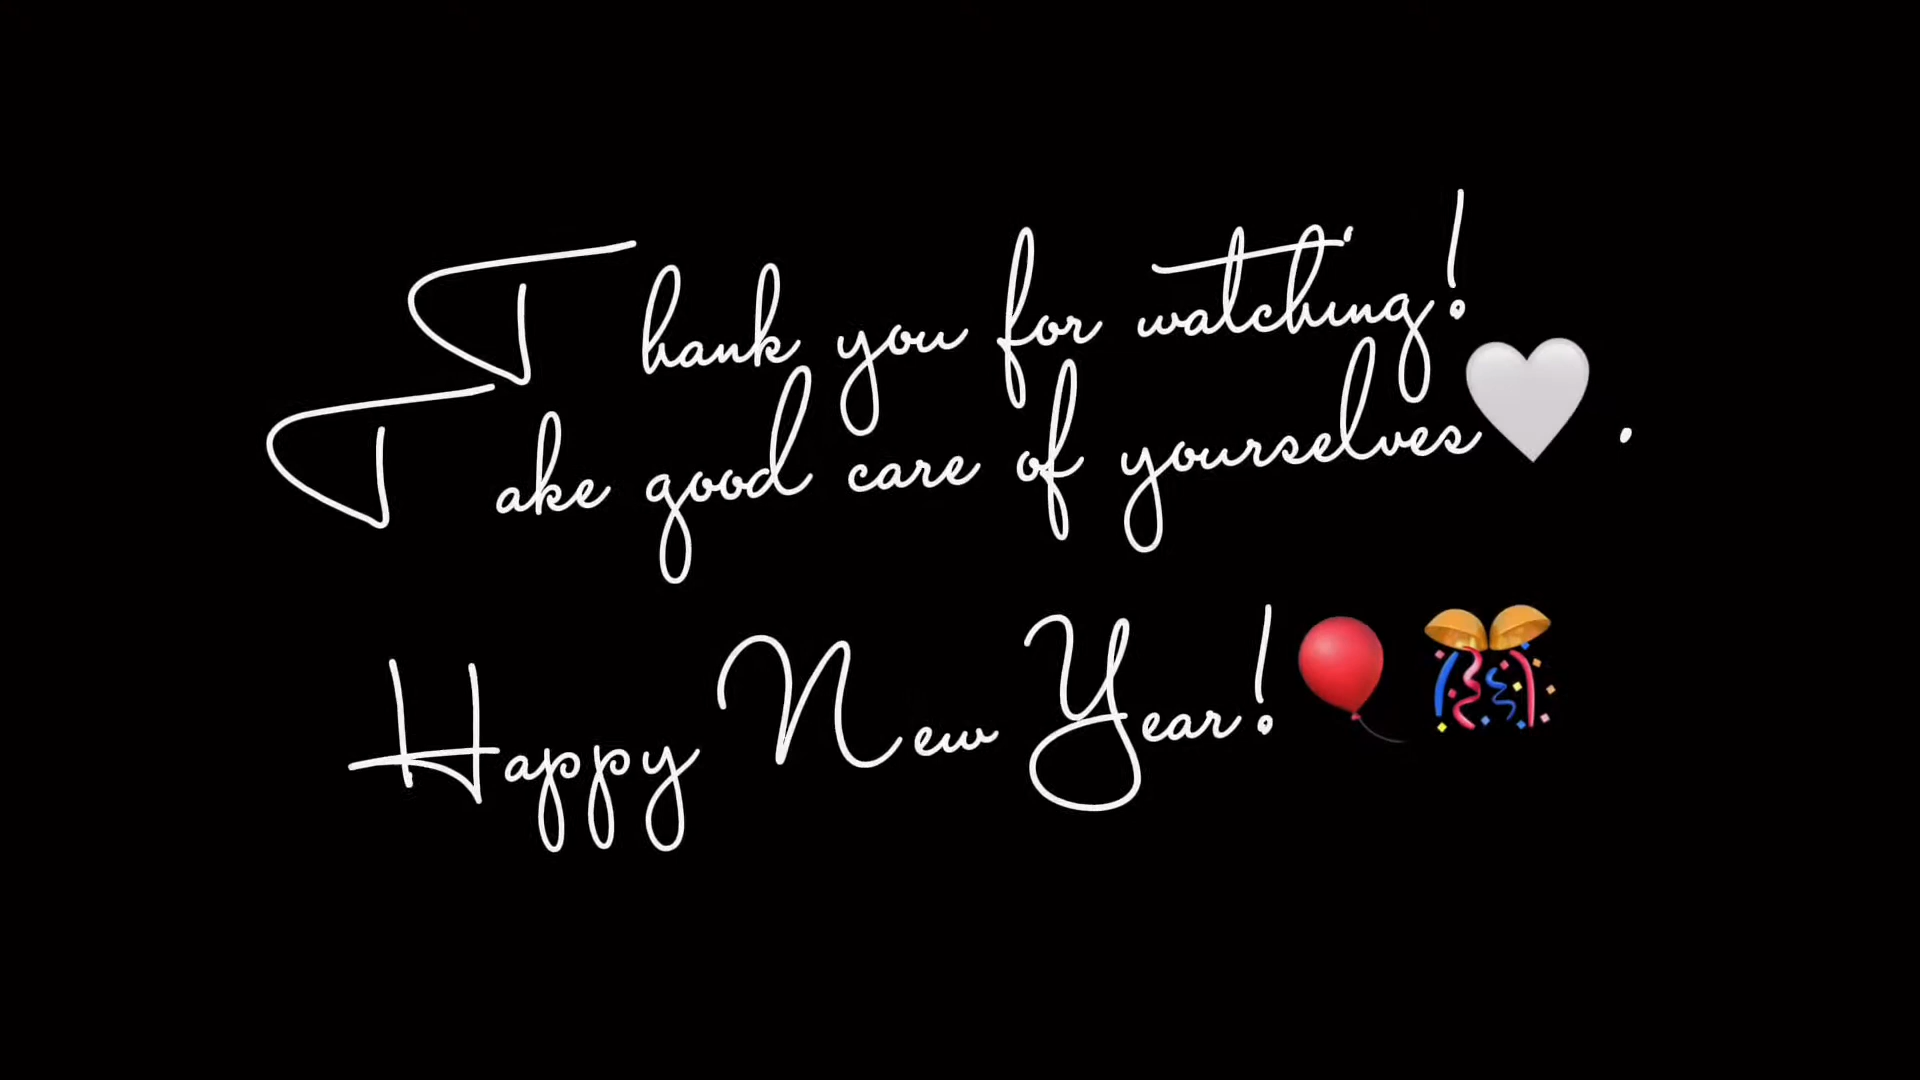 Thank you for watching!
Take good care of yourselves🤍.
Happy New Year!🎈🎊